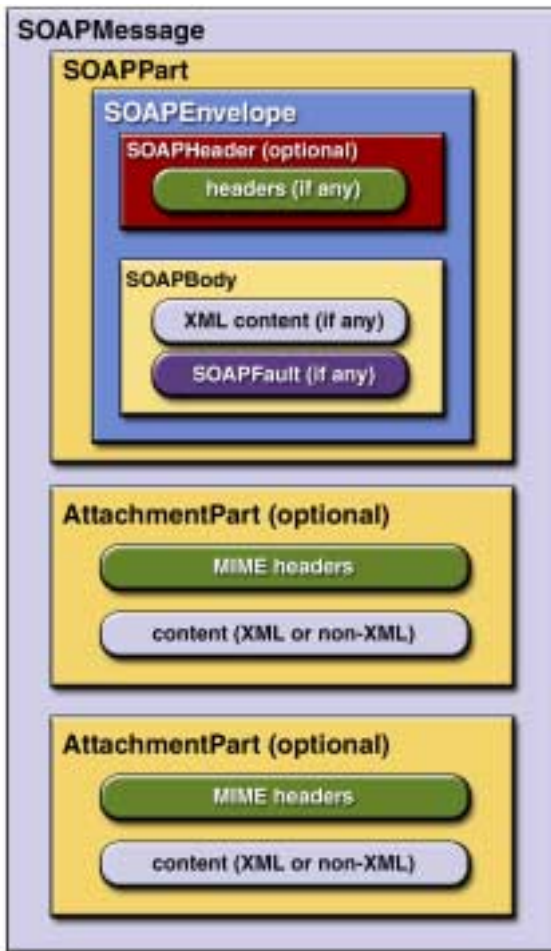 SOAPMessage
SOAPPart
SOAPEnvelope
SOAPHeader (optional)
headers (if any)
SOAPBody
XML content (if any)
SOAPFault (if any)
AttachmentPart (optional)
MIME headers
content (XML or non-XML)
AttachmentPart (optional)
MIME headers
content (XML or non-XML)